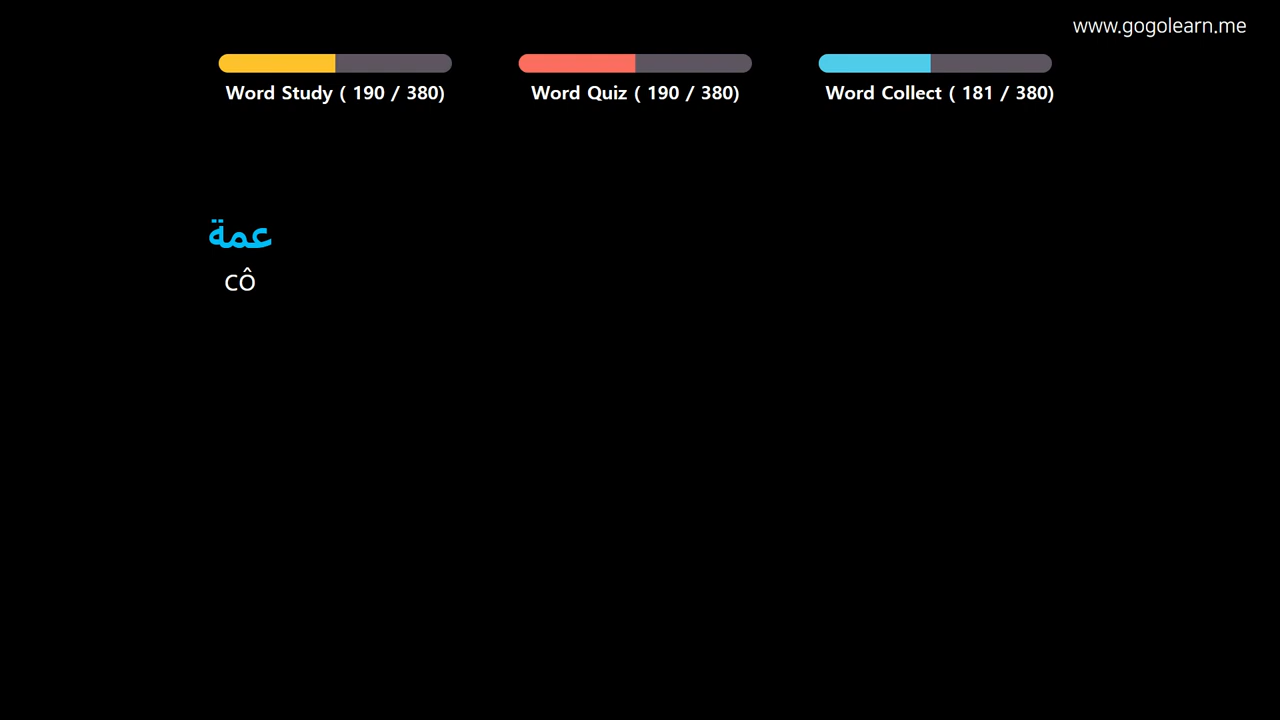 www.gogolearn.me
Word Study ( 190 / 380)
Word Quiz ( 190 / 380)
Word Collect ( 181 / 380)
عمة
CÔ